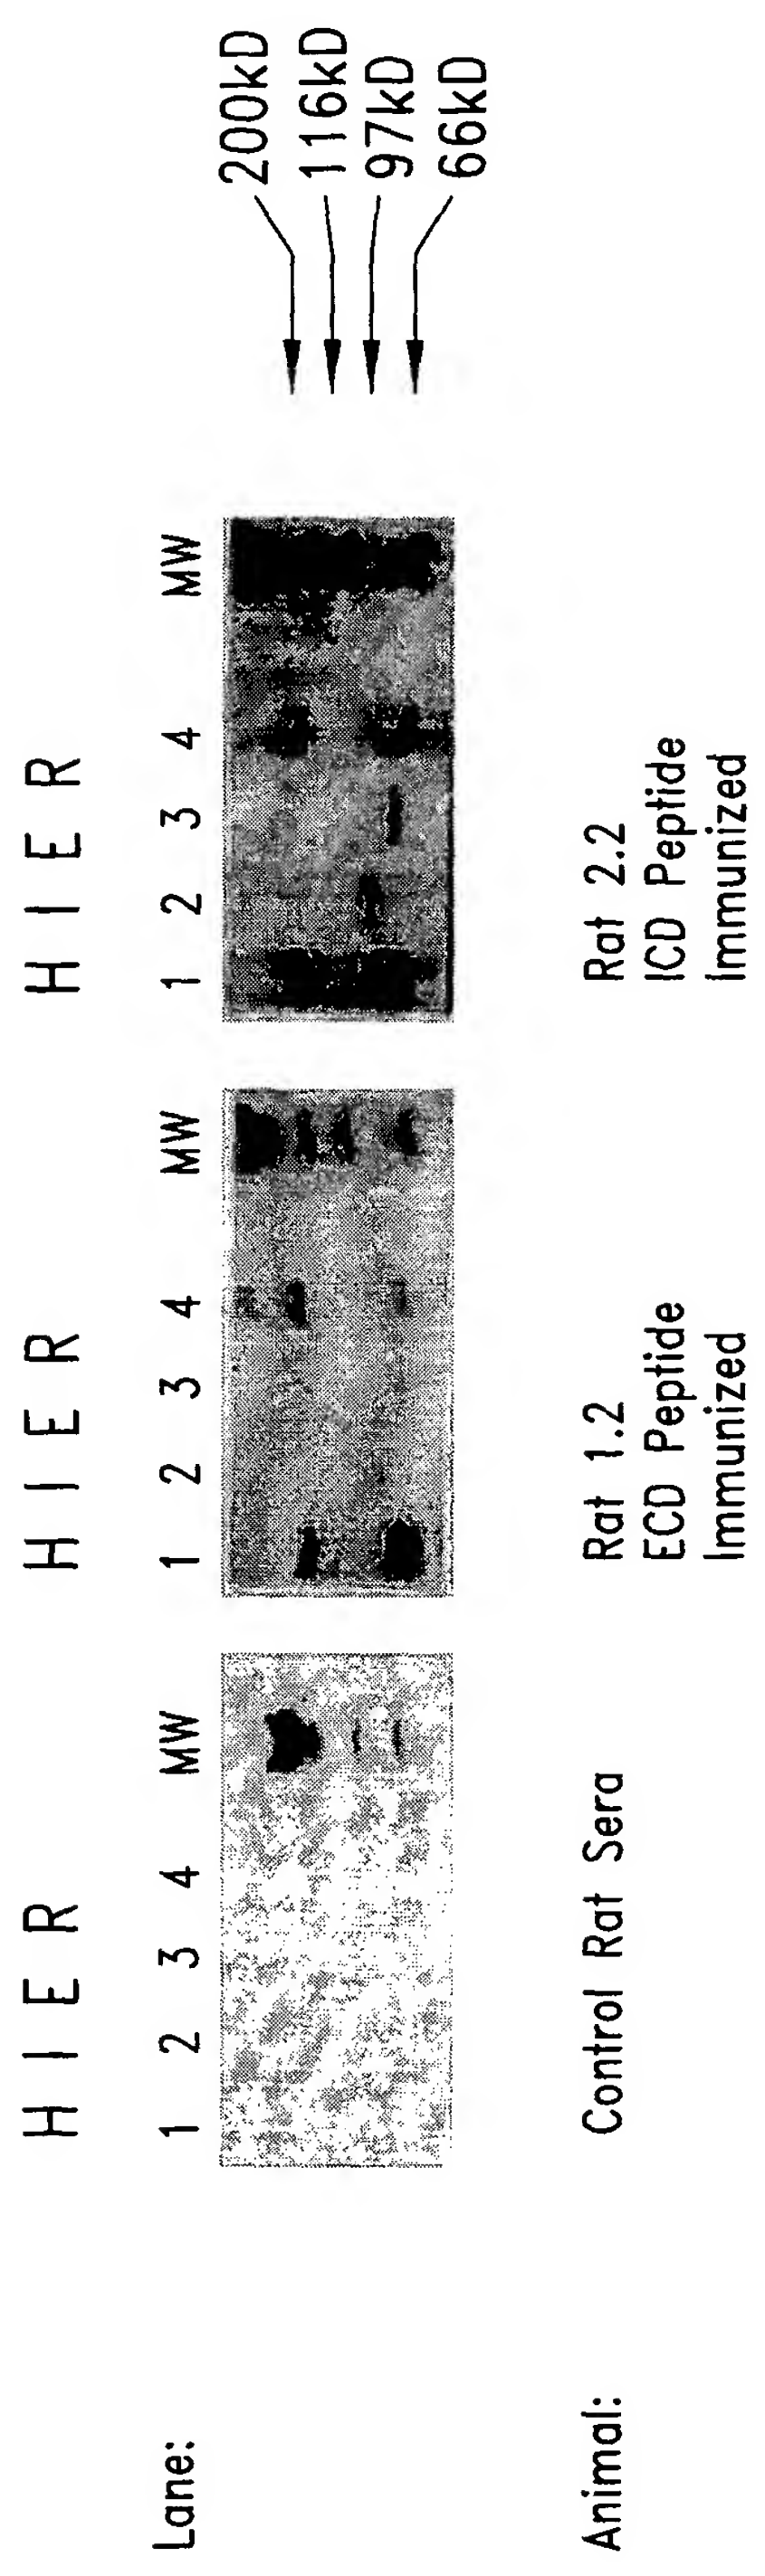 H I E R H I E R H I E R
Lane: 1 2 3 4 MW 1 2 3 4 MW 1 2 3 4 MW
200kD
116kD
97kD
66kD
Animal: Control Rat Sera
Rat 1.2
ECD Peptide
Immunized
Rat 2.2
ICD Peptide
Immunized